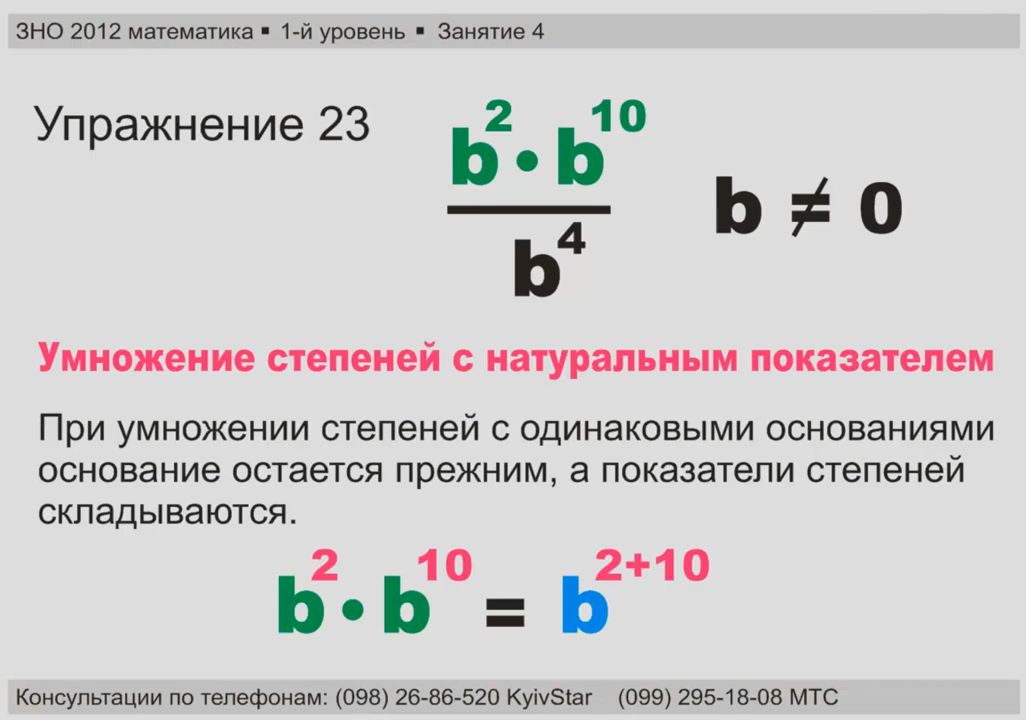 ЗНО 2012 математика ▪ 1-й уровень ▪ Занятие 4
Упражнение 23
b² • b¹⁰
b⁴
b ≠ 0
Умножение степеней с натуральным показателем
При умножении степеней с одинаковыми основаниями
основание остается прежним, а показатели степеней
складываются.
b² • b¹⁰ = b²⁺¹⁰
Консультации по телефонам: (098) 26-86-520 KyivStar (099) 295-18-08 МТС